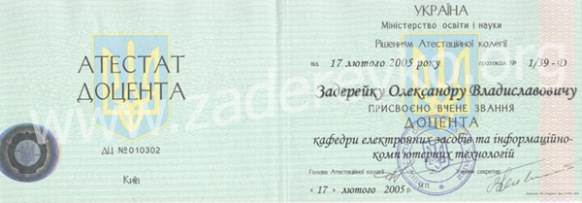 АТЕСТАТ
ДОЦЕНТА
ДЦ №010302
Київ
УКРАЇНА
Міністерство освіти і науки
Рішенням Атестаційної колегії
від 17 лютого 2005 року протокол № 1/39-D
Задерейку Олександру Владиславовичу
ПРИСВОЄНО ВЧЕНЕ ЗВАННЯ
ДОЦЕНТА
кафедри електронних засобів та інформаційно-
комп'ютерних технологій
Голова Атестаційної колегії Учений секретар
" 17 " лютого 2005
www.zadereyko.org